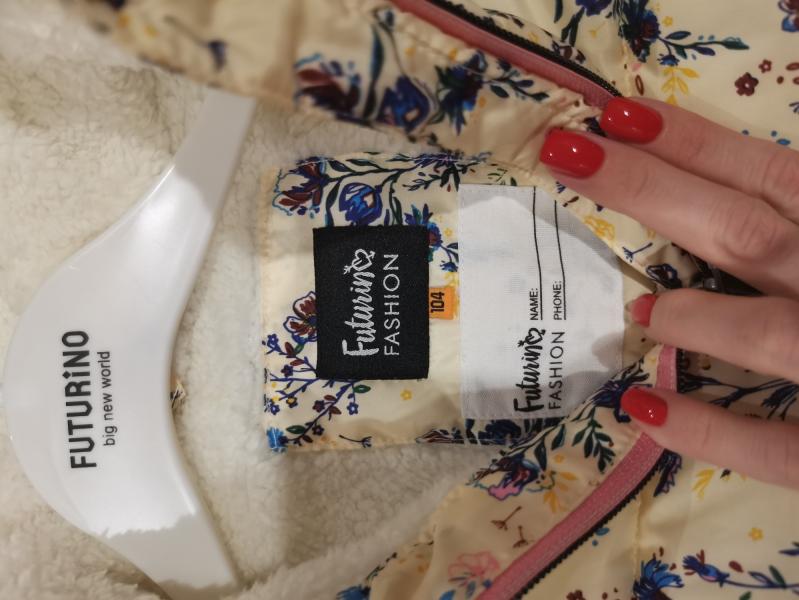 FUTURiNO
big new world
Futurino
FASHION
104
Futurino
FASHION
NAME:
PHONE: